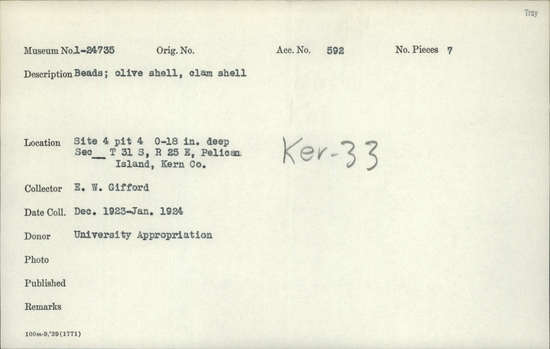 Tray
Museum No. 1-24735 Orig. No. Acc. No. 592 No. Pieces 7
Description Beads; olive shell, clam shell
Location Site 4 pit 4 0-18 in. deep
Sec__ T 31 S, R 25 E, Pelican
Island, Kern Co.
Ker-33
Collector E. W. Gifford
Date Coll. Dec. 1923-Jan. 1924
Donor University Appropriation
Photo
Published
Remarks
100m-9,'29(1771)